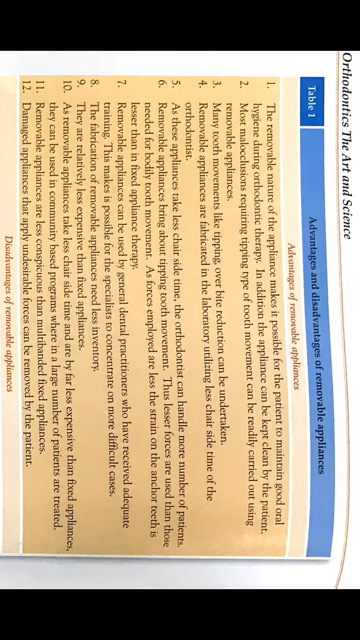 Orthodontics The Art and Science
Table 1
Advantages and disadvantages of removable appliances
Advantages of removable appliances
1. The removable nature of the appliance makes it possible for the patient to maintain good oral
hygiene during orthodontic therapy. In addition the appliance can be kept clean by the patient.
2. Most malocclusions requiring tipping type of tooth movement can be readily carried out using
removable appliances.
3. Many tooth movements like tipping, over bite reduction can be undertaken.
4. Removable appliances are fabricated in the laboratory utilizing less chair side time of the
orthodontist.
5. As these appliances take less chair side time, the orthodontist can handle more number of patients.
6. Removable appliances bring about tipping tooth movement. Thus lesser forces are used than those
needed for bodily tooth movement. As forces employed are less the strain on the anchor teeth is
lesser than in fixed appliance therapy.
7. Removable appliances can be used by general dental practitioners who have received adequate
training. This makes is possible for the specialists to concentrate on more difficult cases.
8. The fabrication of removable appliances need less inventory.
9. They are relatively less expensive than fixed appliances.
10. As removable appliances take less chair side time and are by far less expensive than fixed appliances,
they can be used in community based programs where in a large number of patients are treated.
11. Removable appliances are less conspicuous than multibanded fixed appliances.
12. Damaged appliances that apply undesirable forces can be removed by the patient.
Disadvantages of removable appliances